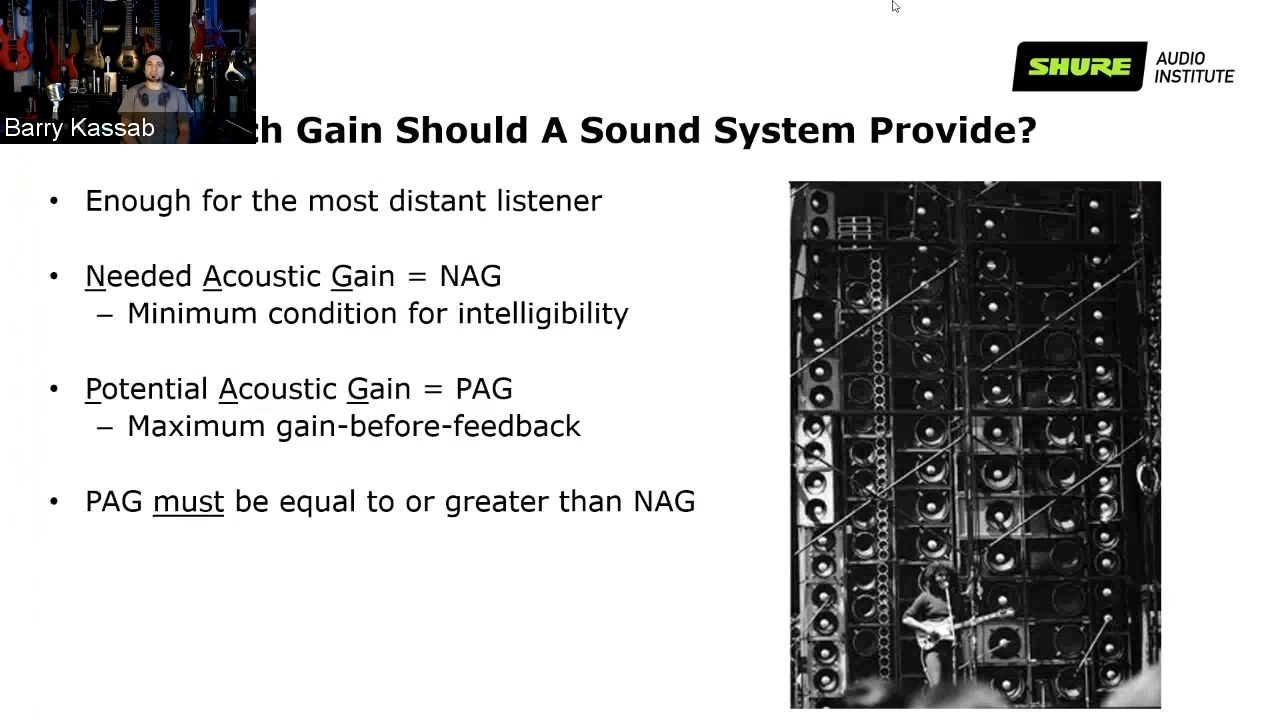 Barry Kassab
SHURE AUDIO
INSTITUTE
ch Gain Should A Sound System Provide?
• Enough for the most distant listener
• Needed Acoustic Gain = NAG
– Minimum condition for intelligibility
• Potential Acoustic Gain = PAG
– Maximum gain-before-feedback
• PAG must be equal to or greater than NAG